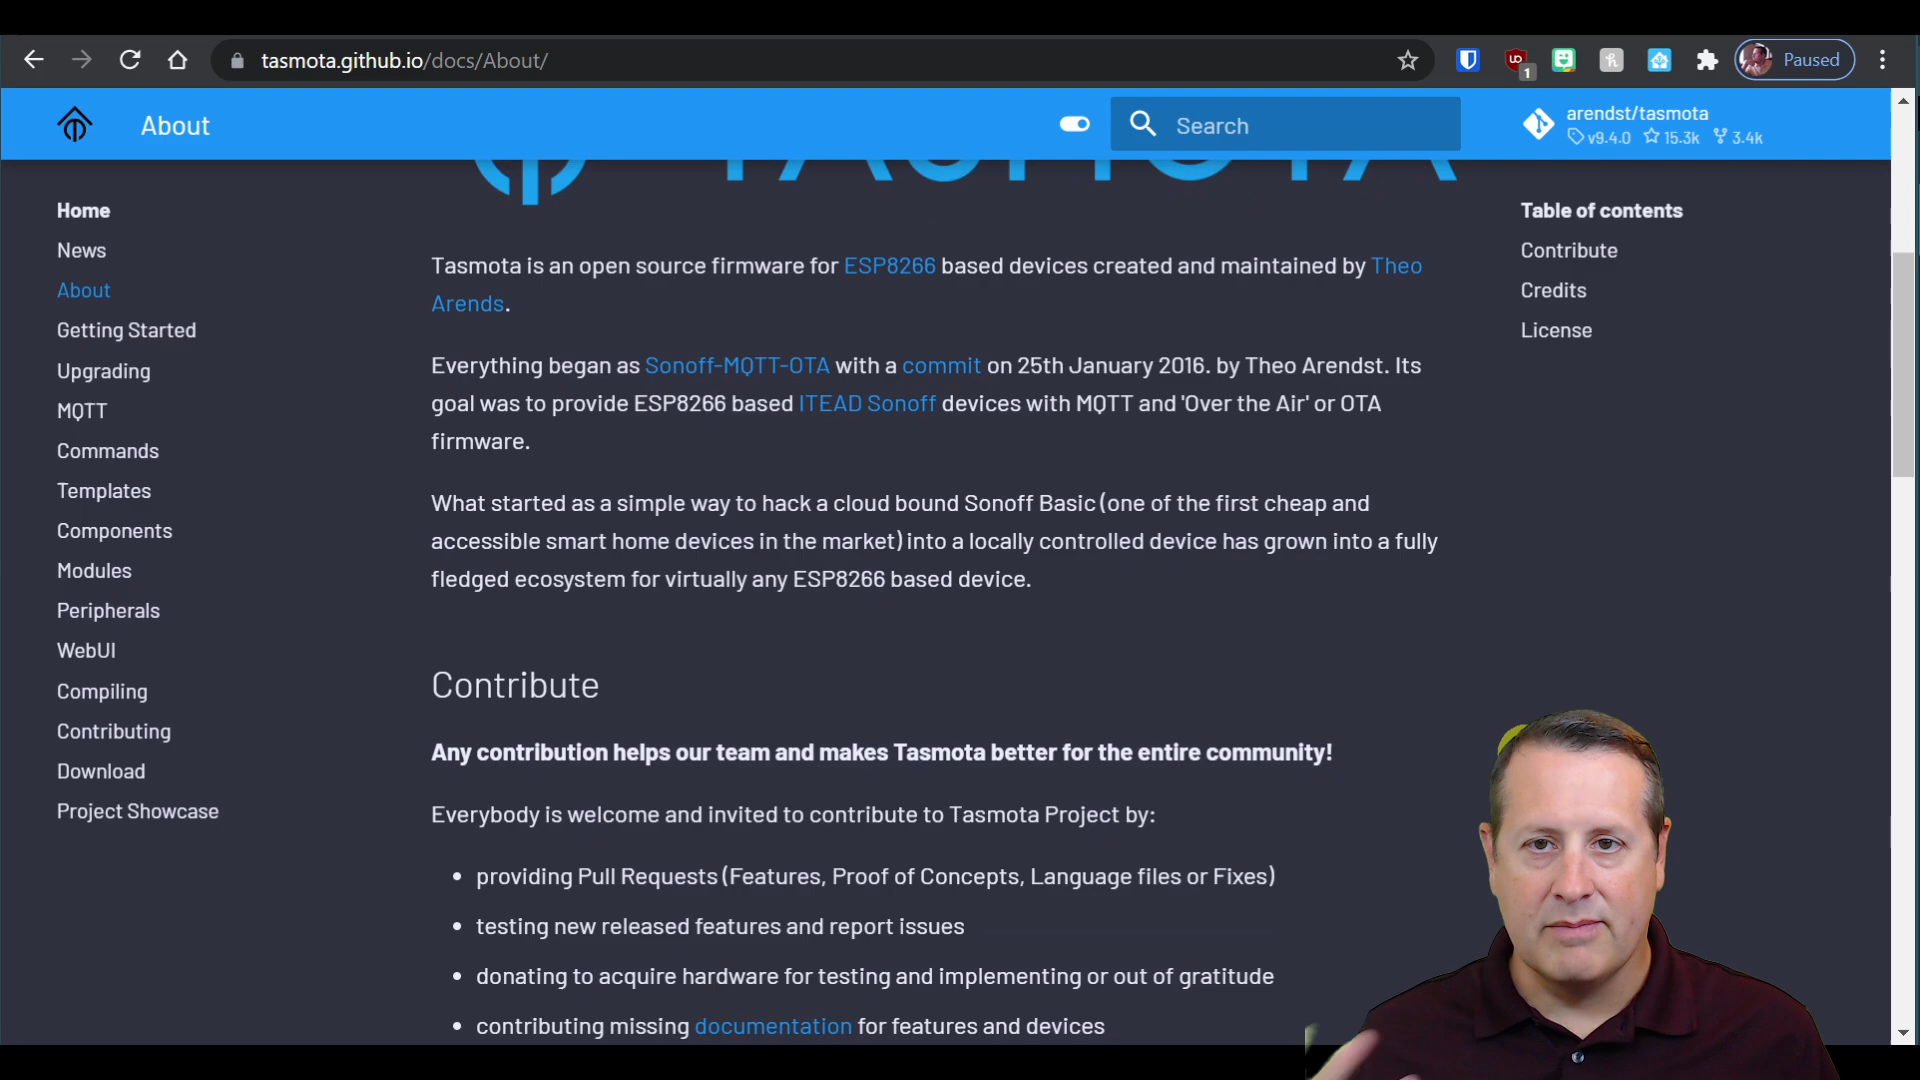 tasmota.github.io/docs/About/
1
Paused
About
Search
arendst/tasmota
v9.4.0 15.3k 3.4k
TASMOTA
Home
News
About
Getting Started
Upgrading
MQTT
Commands
Templates
Components
Modules
Peripherals
WebUI
Compiling
Contributing
Download
Project Showcase
Tasmota is an open source firmware for ESP8266 based devices created and maintained by Theo
Arends.
Everything began as Sonoff-MQTT-OTA with a commit on 25th January 2016. by Theo Arendst. Its
goal was to provide ESP8266 based ITEAD Sonoff devices with MQTT and 'Over the Air' or OTA
firmware.
What started as a simple way to hack a cloud bound Sonoff Basic (one of the first cheap and
accessible smart home devices in the market) into a locally controlled device has grown into a fully
fledged ecosystem for virtually any ESP8266 based device.
Contribute
Any contribution helps our team and makes Tasmota better for the entire community!
Everybody is welcome and invited to contribute to Tasmota Project by:
• providing Pull Requests (Features, Proof of Concepts, Language files or Fixes)
• testing new released features and report issues
• donating to acquire hardware for testing and implementing or out of gratitude
• contributing missing documentation for features and devices
Table of contents
Contribute
Credits
License